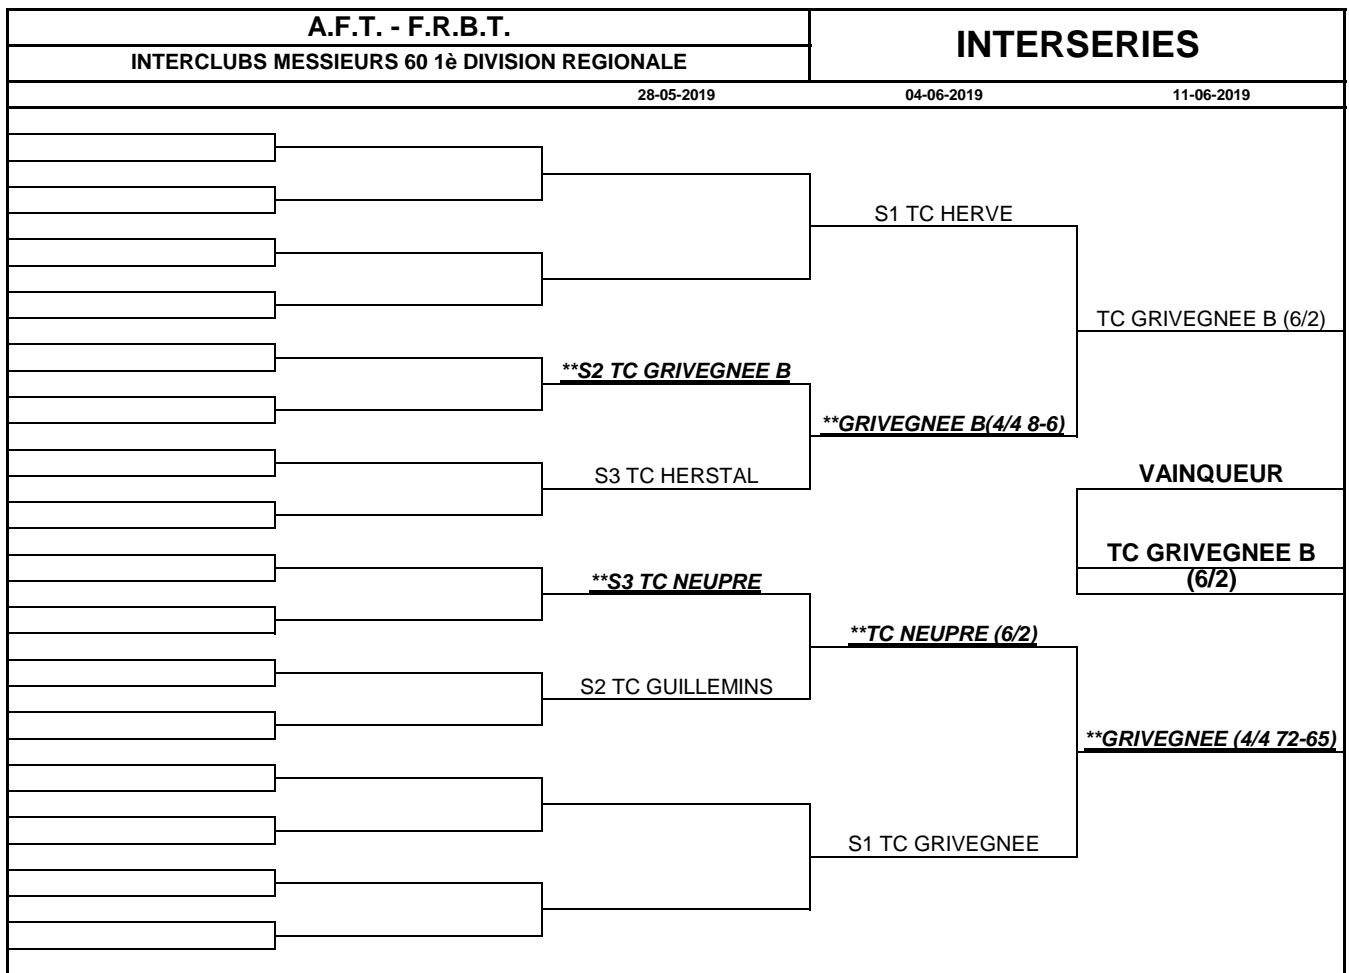 A.F.T. - F.R.B.T.
INTERCLUBS MESSIEURS 60 1è DIVISION REGIONALE
INTERSERIES
28-05-2019 04-06-2019 11-06-2019
S1 TC HERVE
TC GRIVEGNEE B (6/2)
**S2 TC GRIVEGNEE B
**GRIVEGNEE B(4/4 8-6)
S3 TC HERSTAL
VAINQUEUR
TC GRIVEGNEE B
(6/2)
**S3 TC NEUPRE
**TC NEUPRE (6/2)
S2 TC GUILLEMINS
**GRIVEGNEE (4/4 72-65)
S1 TC GRIVEGNEE